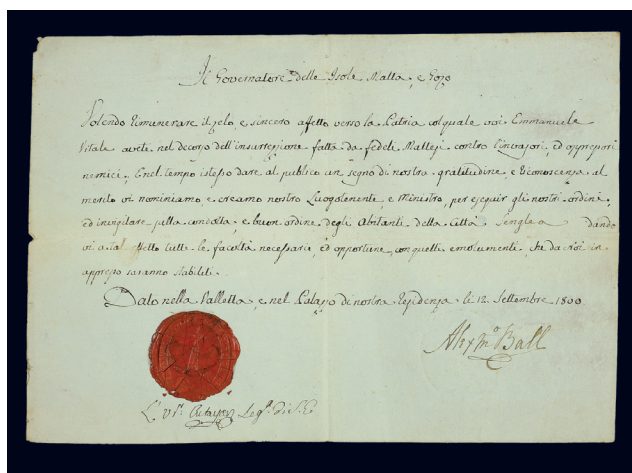 Il Governatore delle Isole Malta, e Gozo
Volendo rimunerare il zelo, e sincero affetto verso la Patria col quale voi Emmanuele
Vitale avete nel decorso dell'insurrezione fatta da fedeli Maltesi contro l'invasori, ed oppressori
nemici; E nel tempo istesso dare al publico un segno di nostra gratitudine, e riconoscenza al
merito vi nominiamo e creamo nostro Luogotenente, e Ministro, per eseguir gli nostri ordini,
ed invigilare sulla condotta, e buon ordine degli Abitanti della Città Senglea dando
vi a tal effetto tutte le facoltà necessarie, ed opportune, con quelli emolumenti, che da Noi in
appresso saranno stabiliti.
Dato nella Valletta, e nel Palazzo di nostra Residenza li 12. Settembre 1800
Alexr. Ball